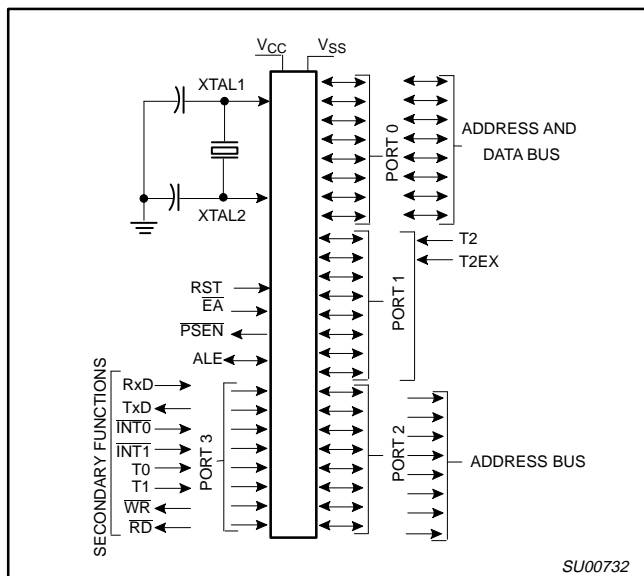 VCC VSS
XTAL1
XTAL2
PORT 0
ADDRESS AND
DATA BUS
PORT 1
T2
T2EX
RST
EA
PSEN
ALE
SECONDARY FUNCTIONS
RxD
TxD
INT0
INT1
T0
T1
WR
RD
PORT 3
PORT 2
ADDRESS BUS
SU00732